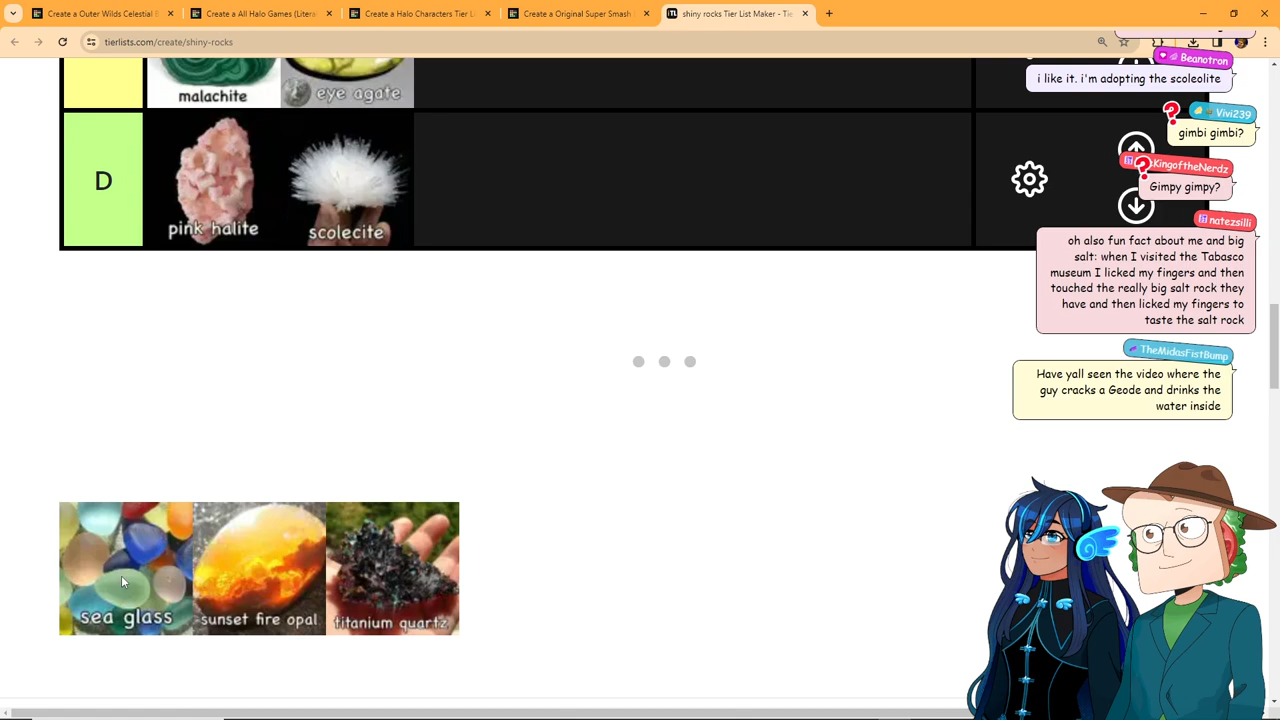 Create a Outer Wilds Celestial B
Create a All Halo Games (Litera
Create a Halo Characters Tier L
Create a Original Super Smash
shiny rocks Tier List Maker - Tie
tierlists.com/create/shiny-rocks
Beanotron
i like it. i'm adopting the scoleolite
malachite
eye agate
Vivi239
gimbi gimbi?
KingoftheNerdz
Gimpy gimpy?
D
pink halite
scolecite
natezsilli
oh also fun fact about me and big
salt: when I visited the Tabasco
museum I licked my fingers and then
touched the really big salt rock they
have and then licked my fingers to
taste the salt rock
TheMidasFistBump
Have yall seen the video where the
guy cracks a Geode and drinks the
water inside
sea glass
sunset fire opal
titanium quartz